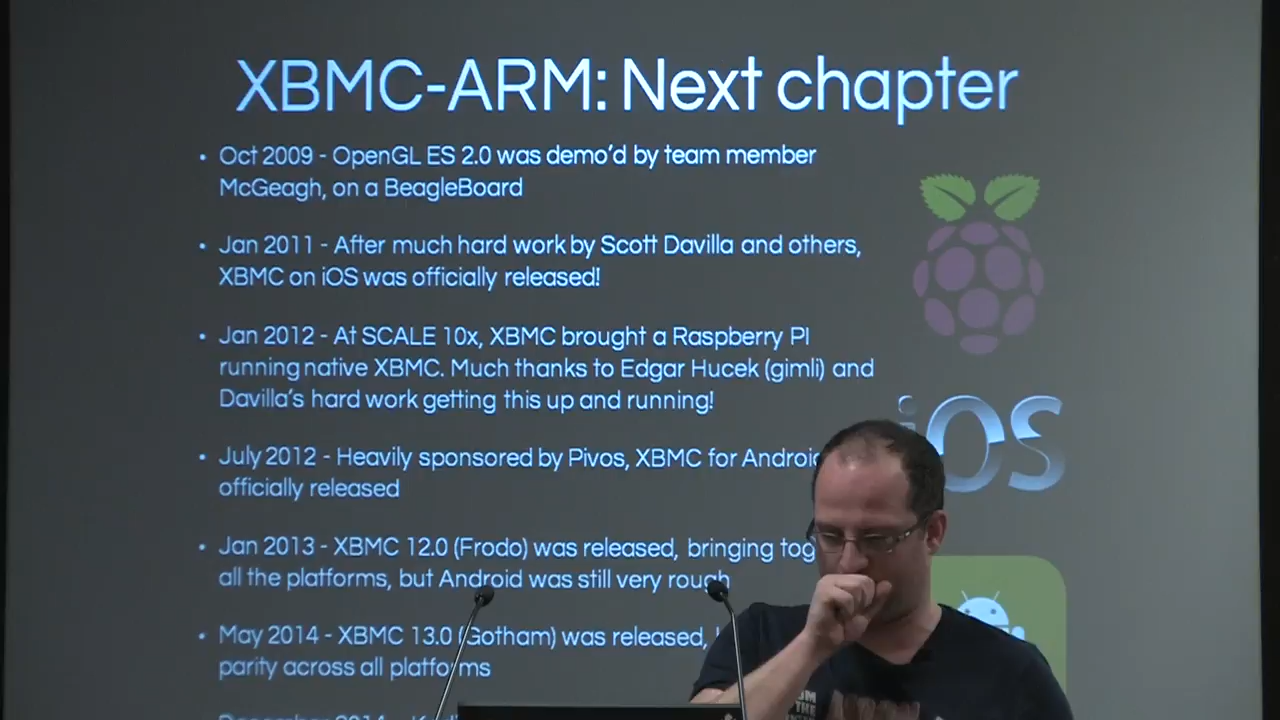 XBMC-ARM: Next chapter
• Oct 2009 - OpenGL ES 2.0 was demo'd by team member
McGeagh, on a BeagleBoard
• Jan 2011 - After much hard work by Scott Davilla and others,
XBMC on iOS was officially released!
• Jan 2012 - At SCALE 10x, XBMC brought a Raspberry PI
running native XBMC. Much thanks to Edgar Hucek (gimli) and
Davilla's hard work getting this up and running!
iOS
• July 2012 - Heavily sponsored by Pivos, XBMC for Android
officially released
• Jan 2013 - XBMC 12.0 (Frodo) was released, bringing tog
all the platforms, but Android was still very rough
• May 2014 - XBMC 13.0 (Gotham) was released,
parity across all platforms
THE